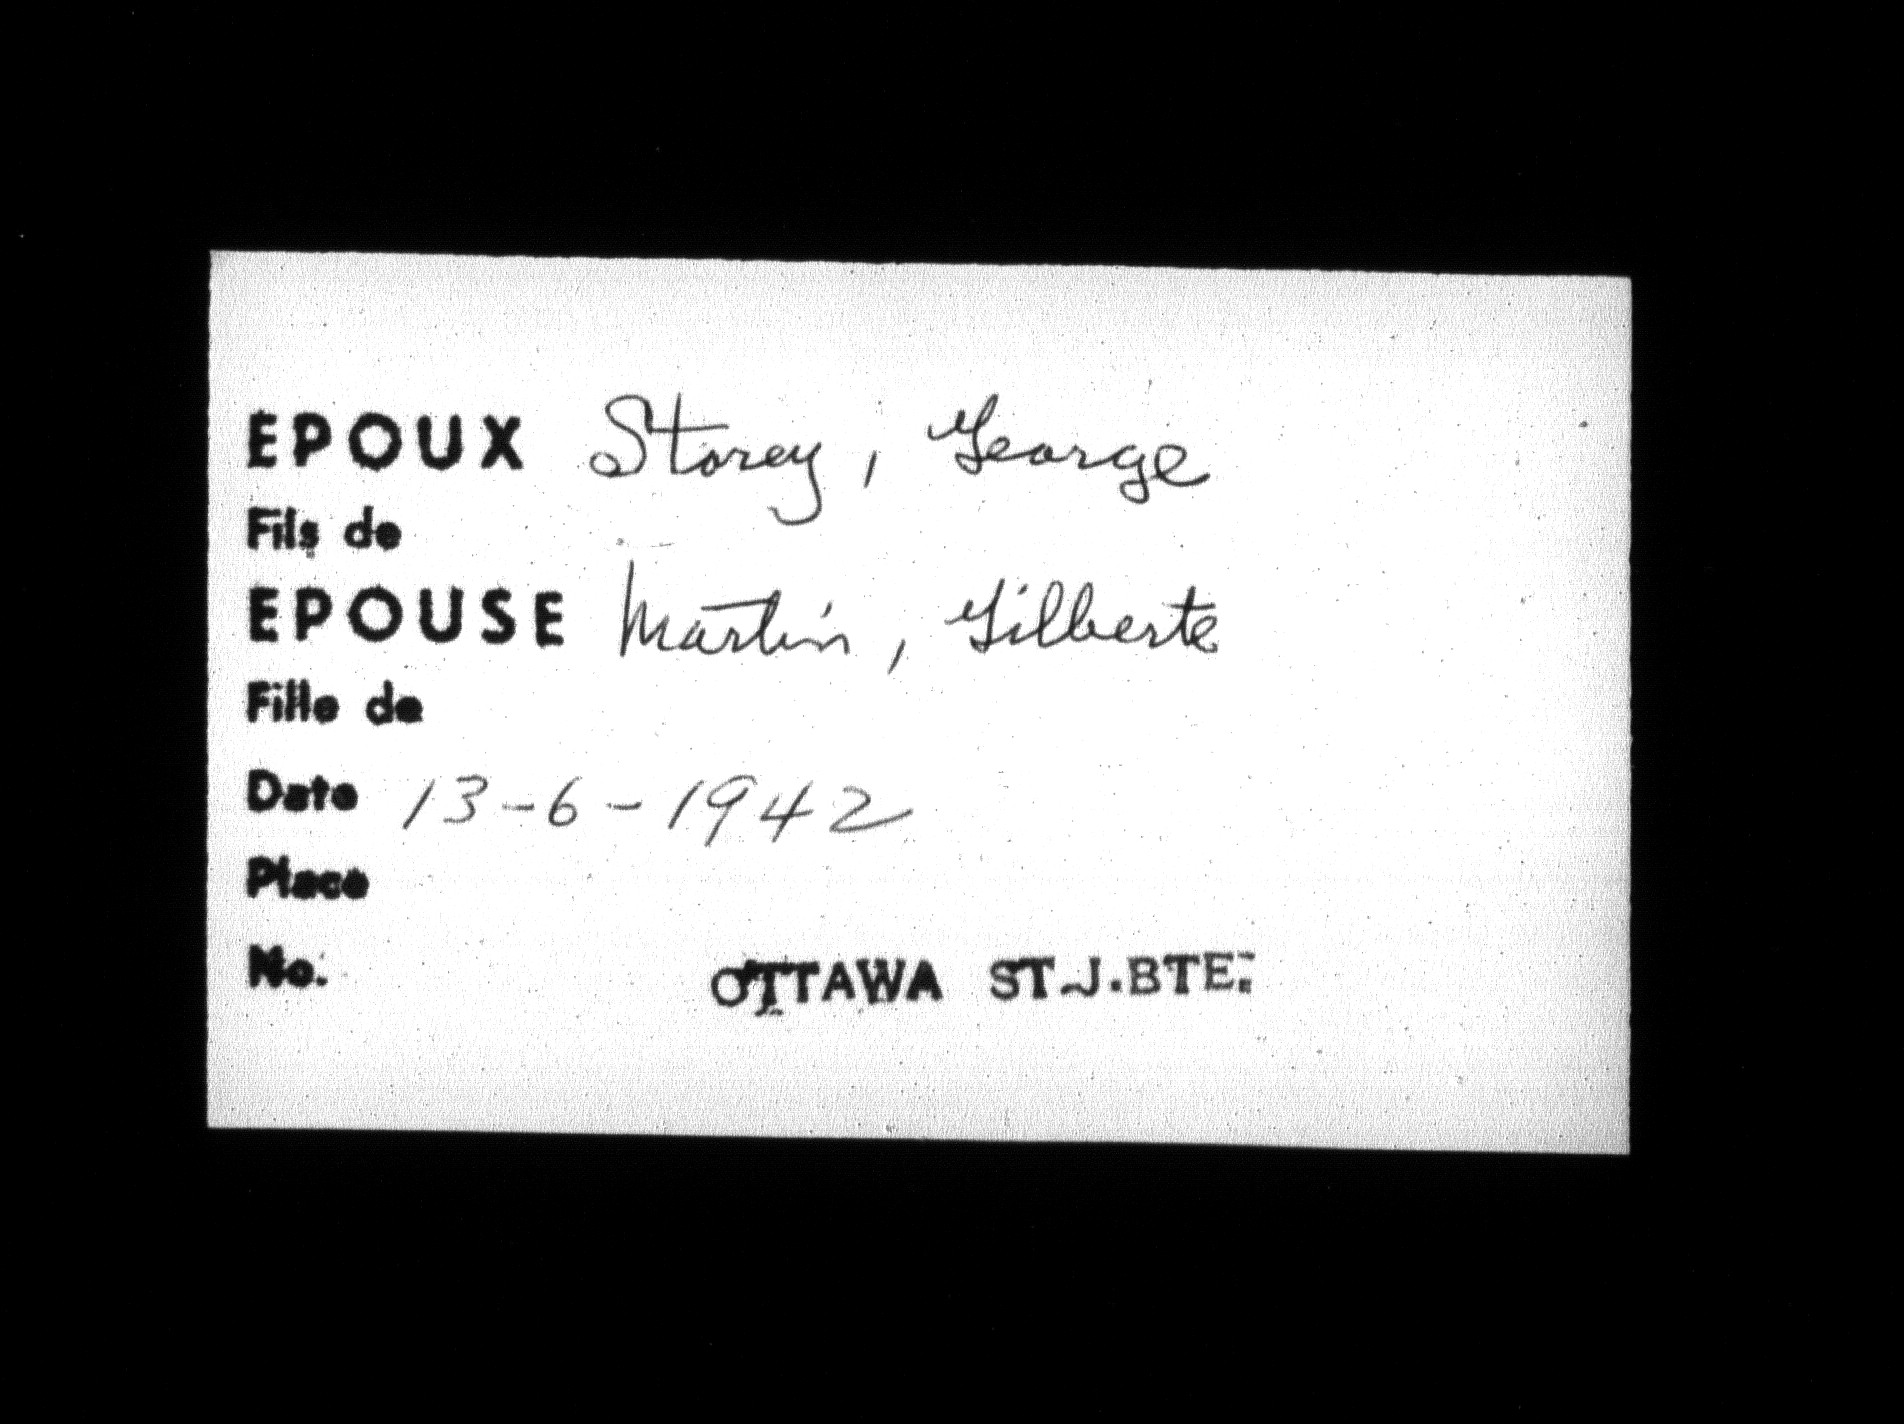 EPOUX Storey, George
Fils de
EPOUSE Martin, Gilberte
Fille de
Date 13-6-1942
Place
No. OTTAWA ST.J.BTE.